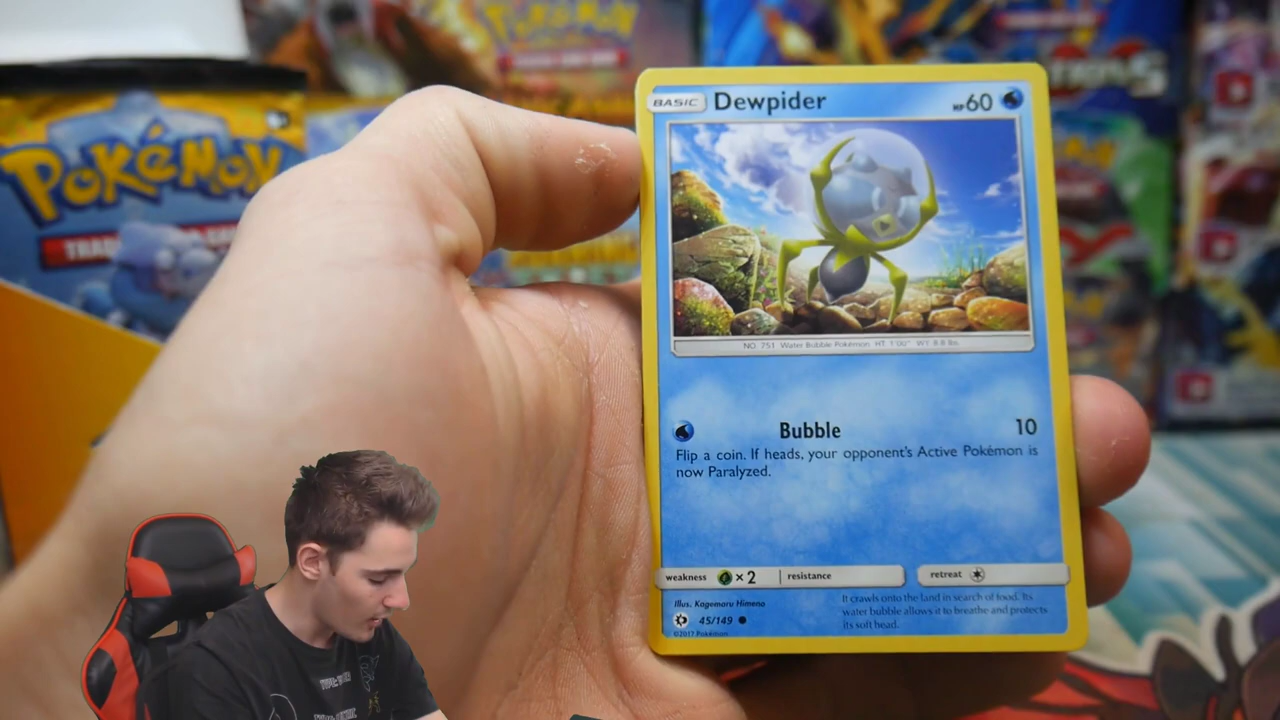 Pokémon
BASIC Dewpider HP60
NO. 751 Water Bubble Pokémon HT: 1'00" WT: 8.8 lbs.
Bubble 10
Flip a coin. If heads, your opponent's Active Pokémon is
now Paralyzed.
weakness ×2 resistance retreat
Illus. Kagemaru Himeno
45/149
©2017 Pokémon
It crawls onto the land in search of food. Its
water bubble allows it to breathe and protects
its soft head.